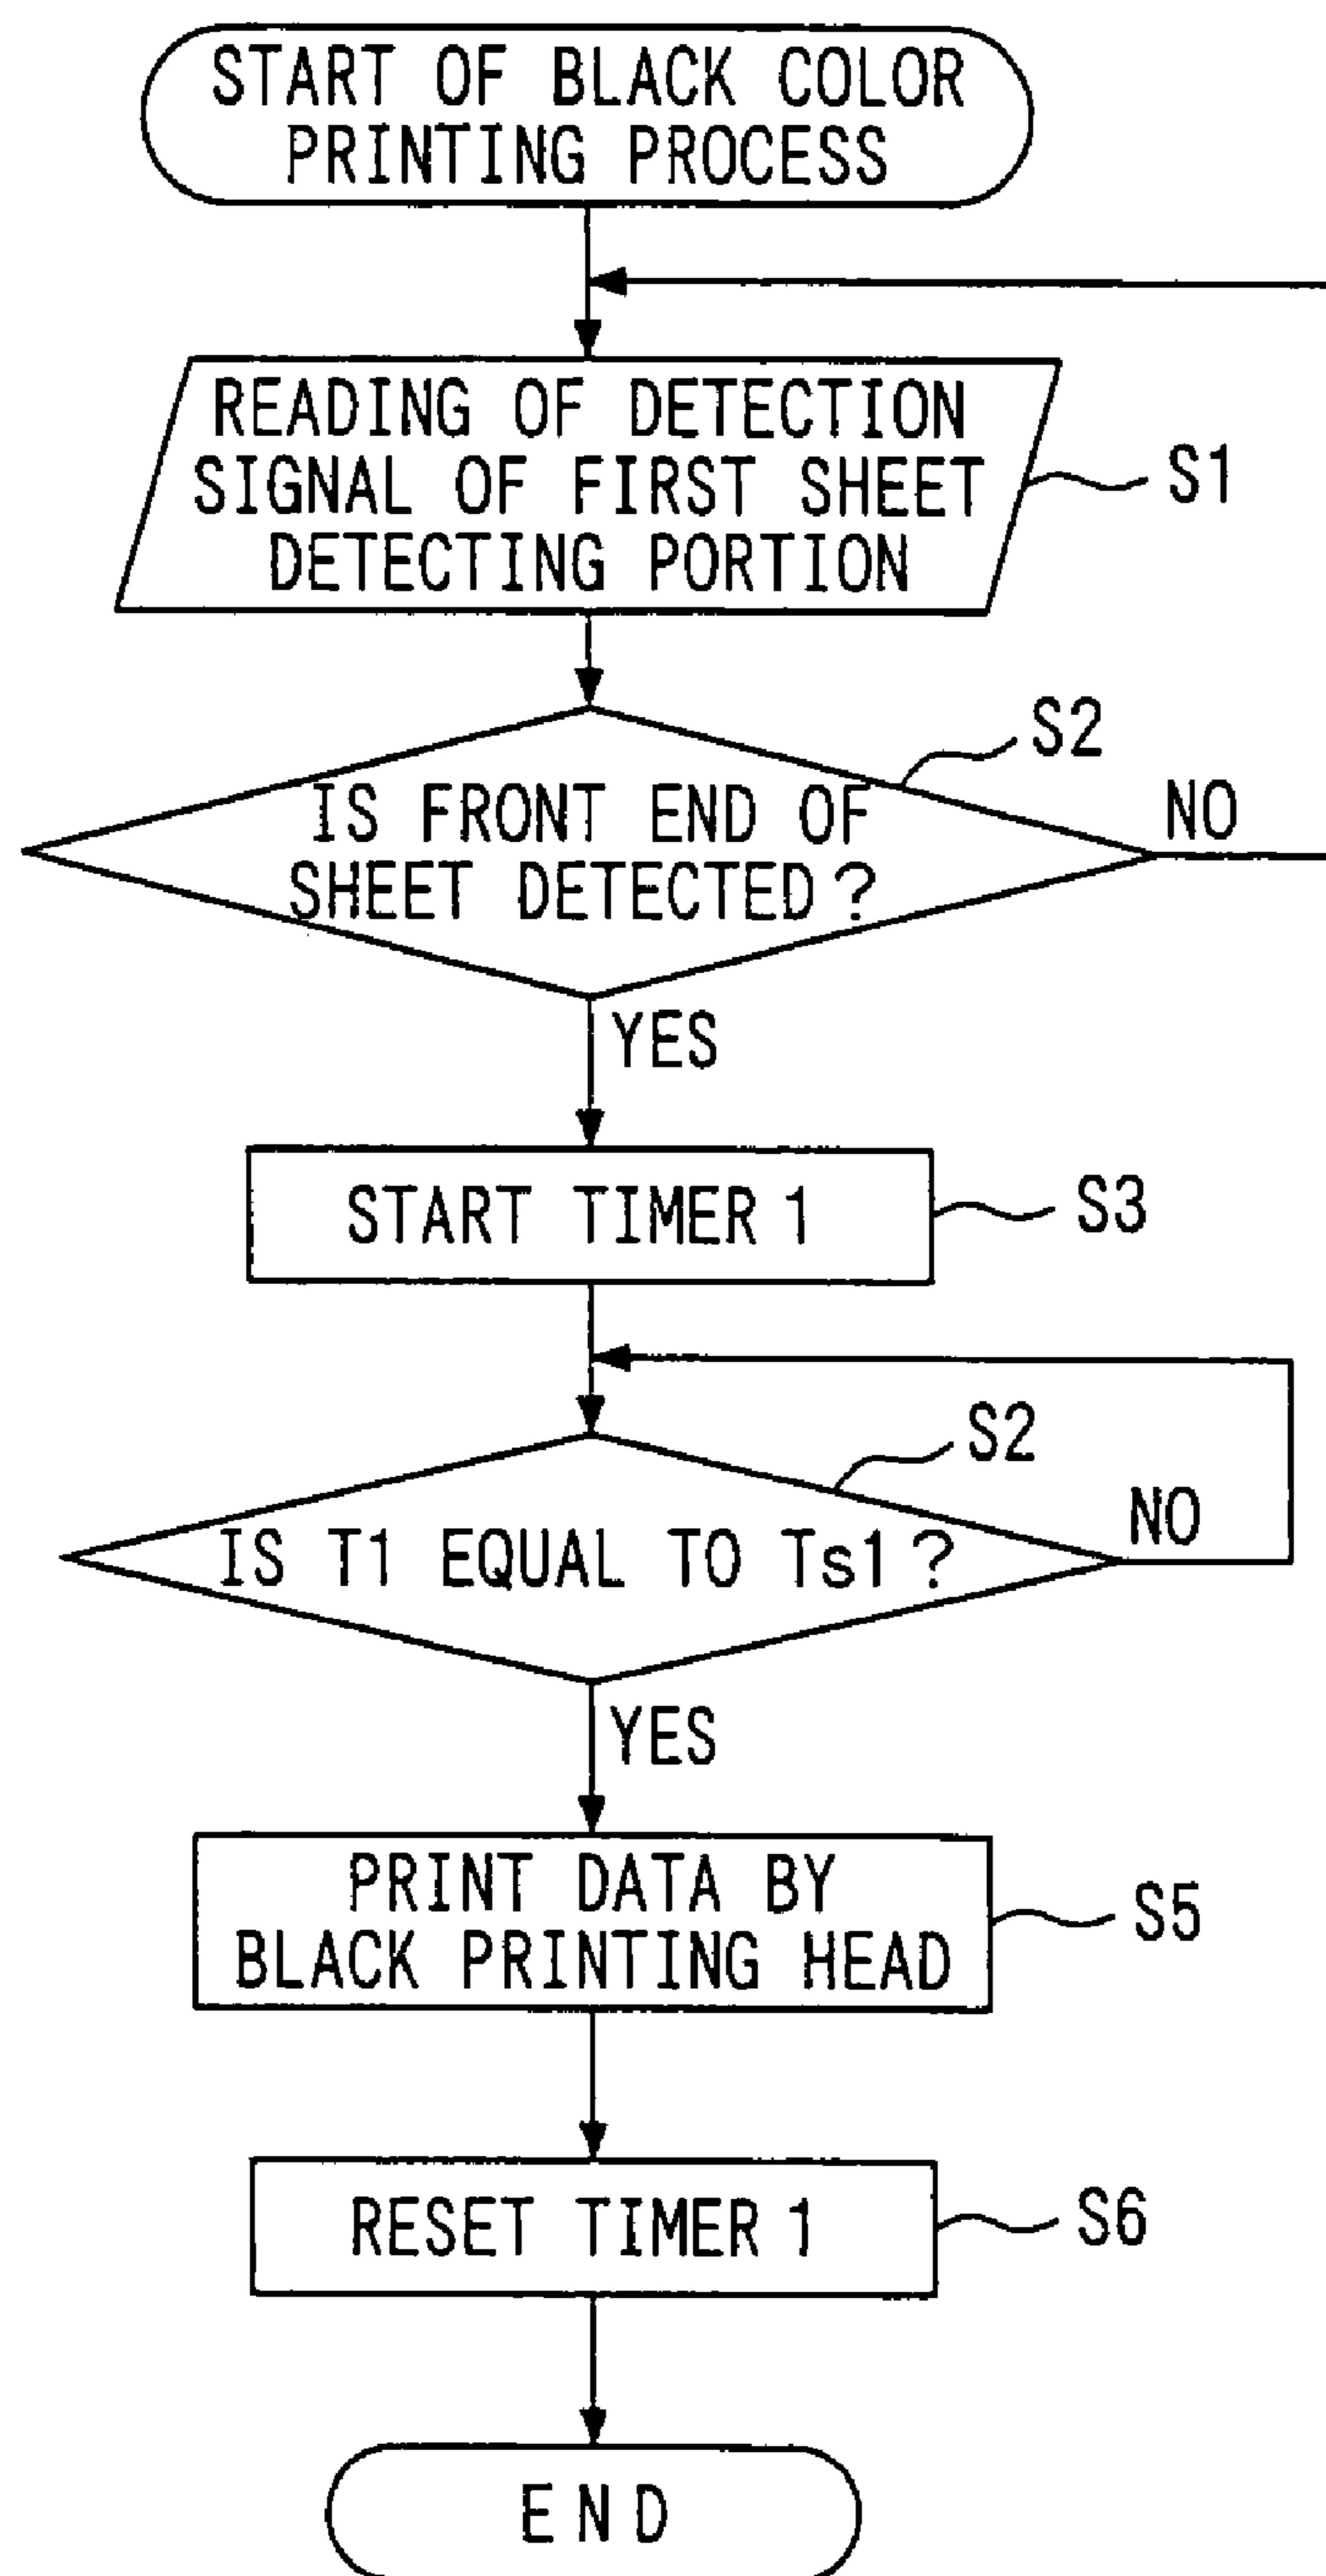 START OF BLACK COLOR
PRINTING PROCESS
READING OF DETECTION
SIGNAL OF FIRST SHEET
DETECTING PORTION
S1
S2
IS FRONT END OF
SHEET DETECTED?
NO
YES
START TIMER 1
S3
S2
IS T1 EQUAL TO Ts1?
NO
YES
PRINT DATA BY
BLACK PRINTING HEAD
S5
RESET TIMER 1
S6
END